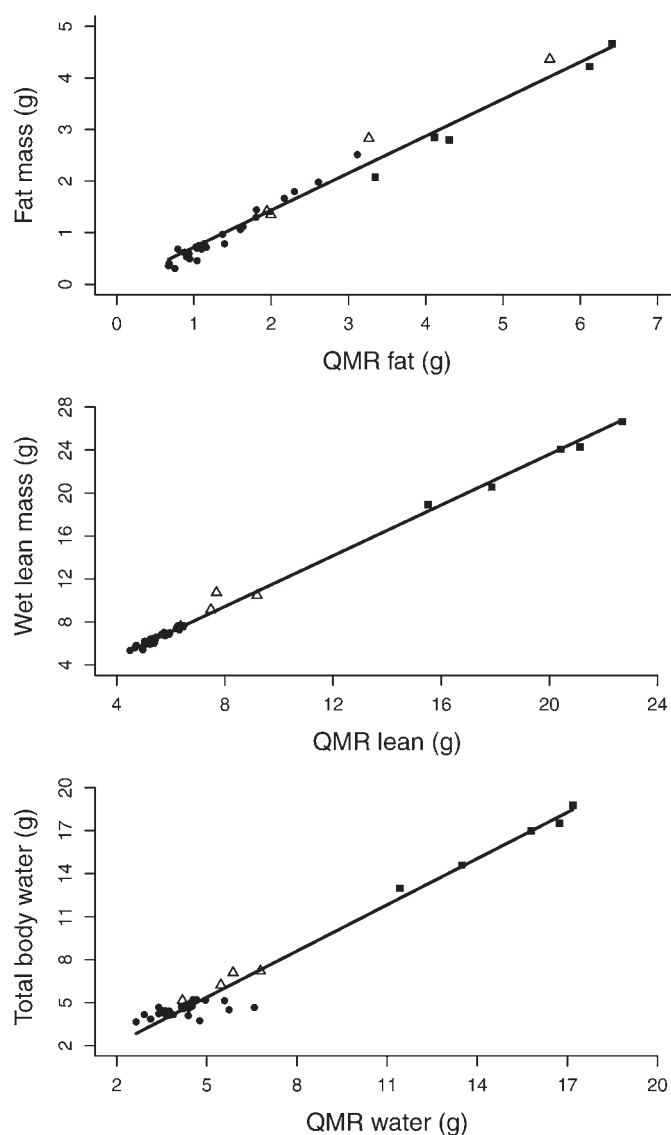 5
4
3
2
1
0
Fat mass (g)
0 1 2 3 4 5 6 7
QMR fat (g)
28
24
20
16
12
8
4
Wet lean mass (g)
4 8 12 16 20 24
QMR lean (g)
20
17
14
11
8
5
2
Total body water (g)
2 5 8 11 14 17 20
QMR water (g)